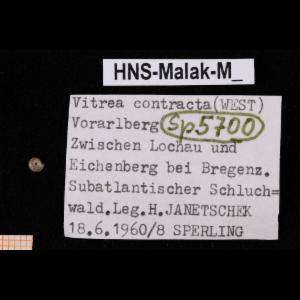 HNS-Malak-M_
Vitrea contracta(WEST)
Vorarlberg Sp5700
Zwischen Lochau und
Eichenberg bei Bregenz.
Subatlantischer Schluch=
wald.Leg.H.JANETSCHEK
18.6.1960/8 SPERLING